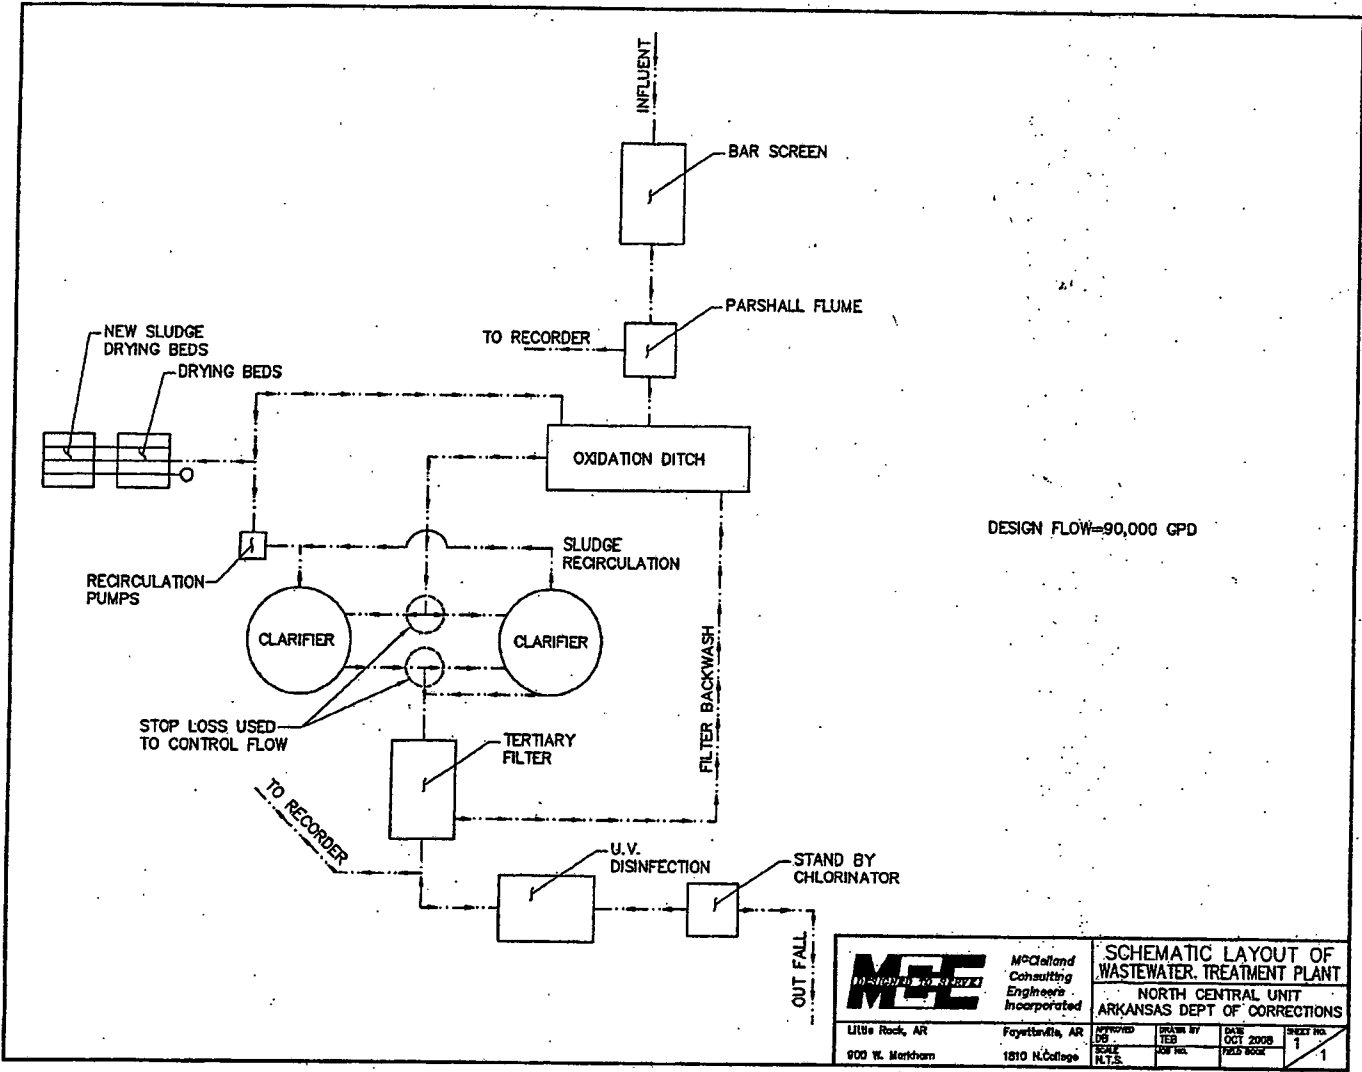 INFLUENT
BAR SCREEN
PARSHALL FLUME
TO RECORDER
NEW SLUDGE
DRYING BEDS
DRYING BEDS
OXIDATION DITCH
DESIGN FLOW=90,000 GPD
SLUDGE
RECIRCULATION
RECIRCULATION
PUMPS
CLARIFIER
CLARIFIER
FILTER BACKWASH
STOP LOSS USED
TO CONTROL FLOW
TERTIARY
FILTER
TO RECORDER
U.V.
DISINFECTION
STAND BY
CHLORINATOR
OUT FALL
MCE
DESIGNED TO SERVE!
McClelland
Consulting
Engineers
Incorporated
Little Rock, AR
Fayetteville, AR
900 W. Markham
1810 N.College
SCHEMATIC LAYOUT OF
WASTEWATER TREATMENT PLANT
NORTH CENTRAL UNIT
ARKANSAS DEPT OF CORRECTIONS
APPROVED
DB
DRAWN BY
TEB
DATE
OCT 2008
SHEET NO.
1
1
SCALE
N.T.S.
JOB NO.
FIELD BOOK